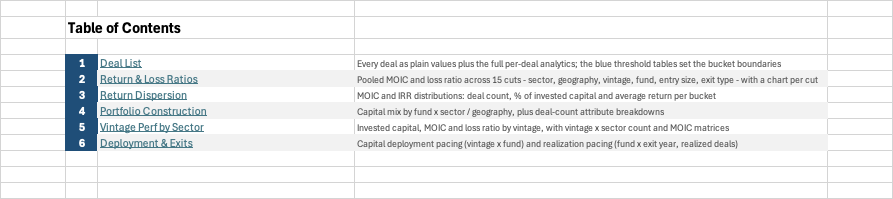 Table of Contents
1 Deal List Every deal as plain values plus the full per-deal analytics; the blue threshold tables set the bucket boundaries
2 Return & Loss Ratios Pooled MOIC and loss ratio across 15 cuts - sector, geography, vintage, fund, entry size, exit type - with a chart per cut
3 Return Dispersion MOIC and IRR distributions: deal count, % of invested capital and average return per bucket
4 Portfolio Construction Capital mix by fund x sector / geography, plus deal-count attribute breakdowns
5 Vintage Perf by Sector Invested capital, MOIC and loss ratio by vintage, with vintage x sector count and MOIC matrices
6 Deployment & Exits Capital deployment pacing (vintage x fund) and realization pacing (fund x exit year, realized deals)